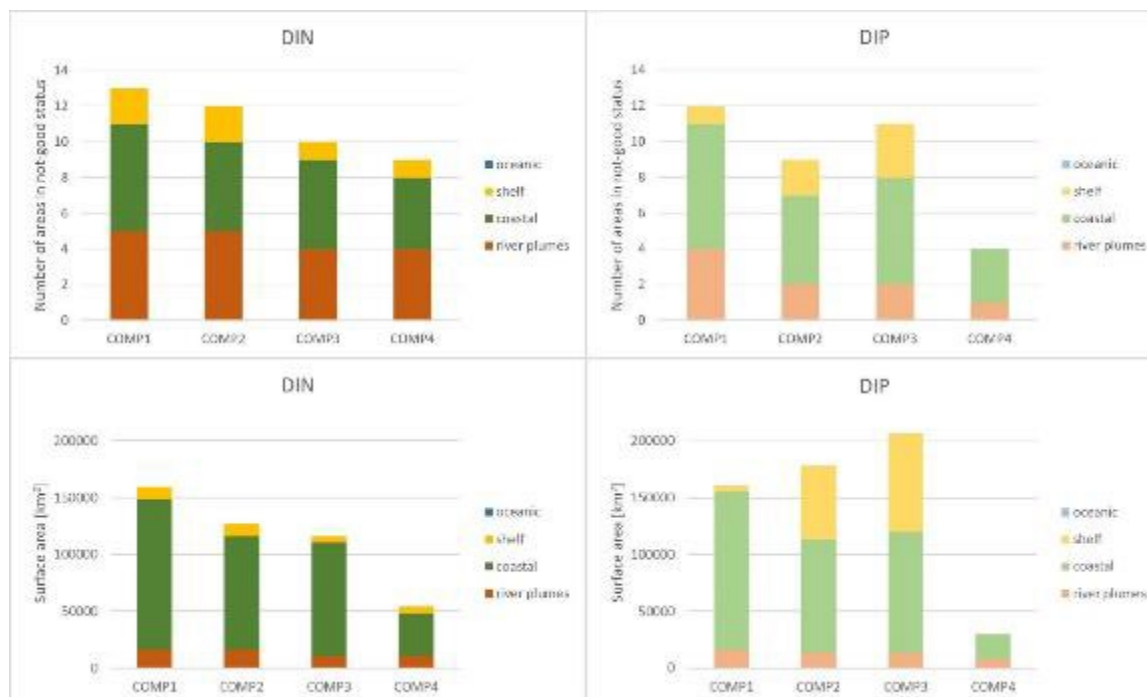 DIN
Number of areas in not-good status
14
12
10
8
6
4
2
0
COMP1 COMP2 COMP3 COMP4
oceanic
shelf
coastal
river plumes
DIP
Number of areas in not-good status
14
12
10
8
6
4
2
0
COMP1 COMP2 COMP3 COMP4
oceanic
shelf
coastal
river plumes
DIN
Surface area [km²]
200000
150000
100000
50000
0
COMP1 COMP2 COMP3 COMP4
oceanic
shelf
coastal
river plumes
DIP
Surface area [km²]
200000
150000
100000
50000
0
COMP1 COMP2 COMP3 COMP4
oceanic
shelf
coastal
river plumes